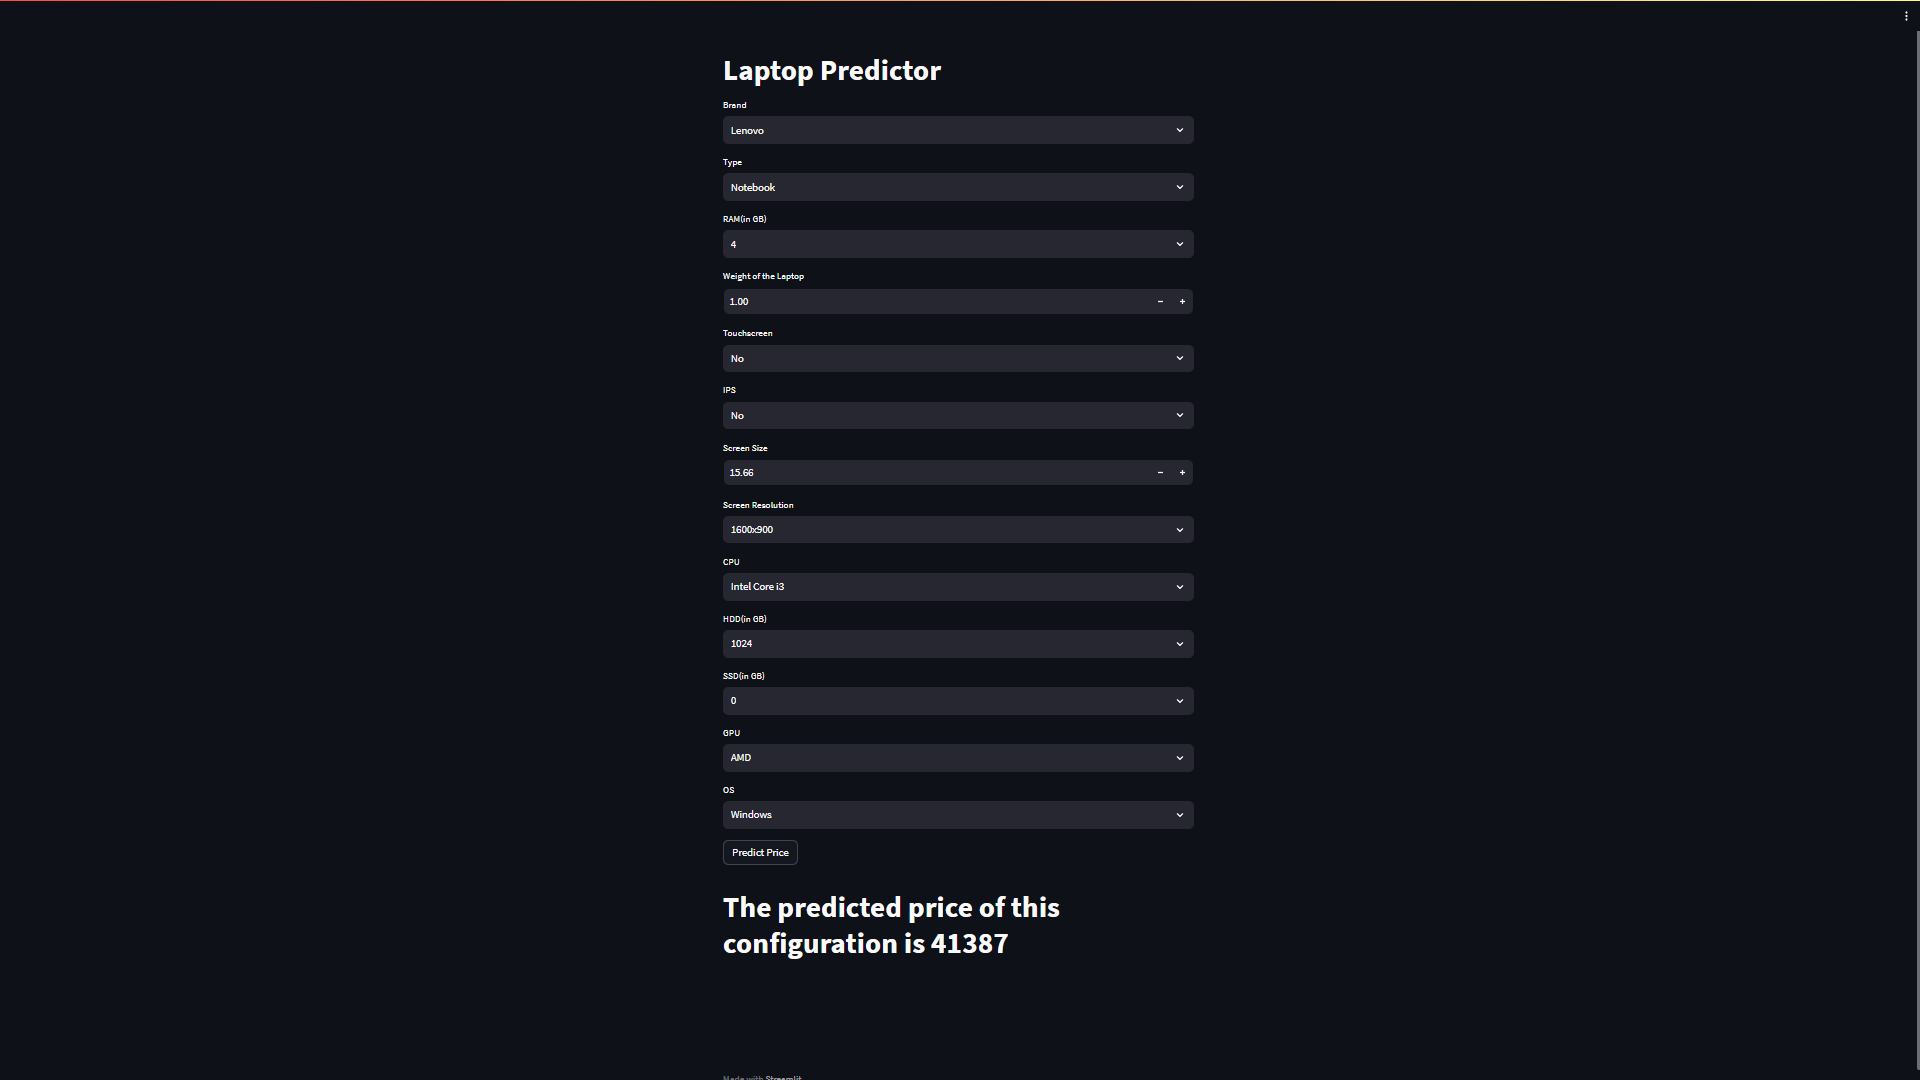 Laptop Predictor
Brand
Lenovo
Type
Notebook
RAM(in GB)
4
Weight of the Laptop
1.00
Touchscreen
No
IPS
No
Screen Size
15.66
Screen Resolution
1600x900
CPU
Intel Core i3
HDD(in GB)
1024
SSD(in GB)
0
GPU
AMD
OS
Windows
Predict Price
The predicted price of this
configuration is 41387
Made with Streamlit